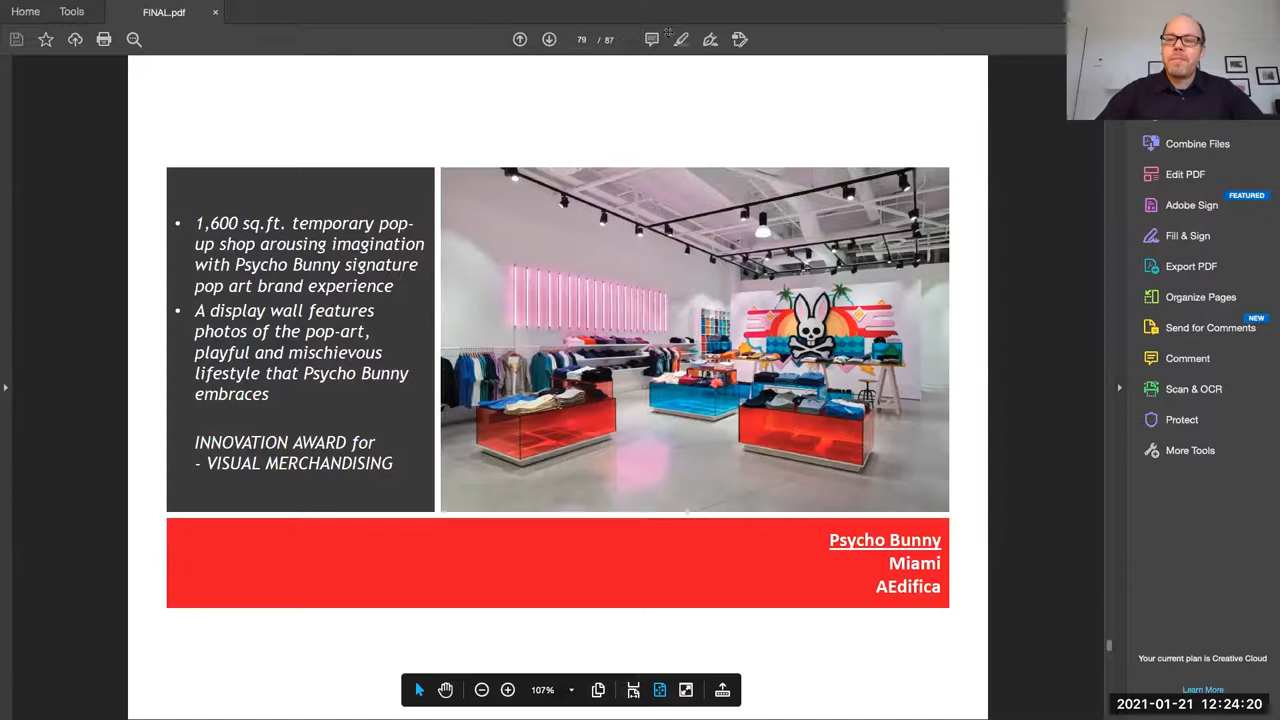 Home
Tools
FINAL.pdf
×
79 / 87
Combine Files
Edit PDF
FEATURED
Adobe Sign
Fill & Sign
Export PDF
Organize Pages
NEW
Send for Comments
Comment
Scan & OCR
Protect
More Tools
• 1,600 sq.ft. temporary pop-
up shop arousing imagination
with Psycho Bunny signature
pop art brand experience
• A display wall features
photos of the pop-art,
playful and mischievous
lifestyle that Psycho Bunny
embraces
INNOVATION AWARD for
- VISUAL MERCHANDISING
Psycho Bunny
Miami
AEdifica
107%
Your current plan is Creative Cloud
Learn More
2021-01-21 12:24:20